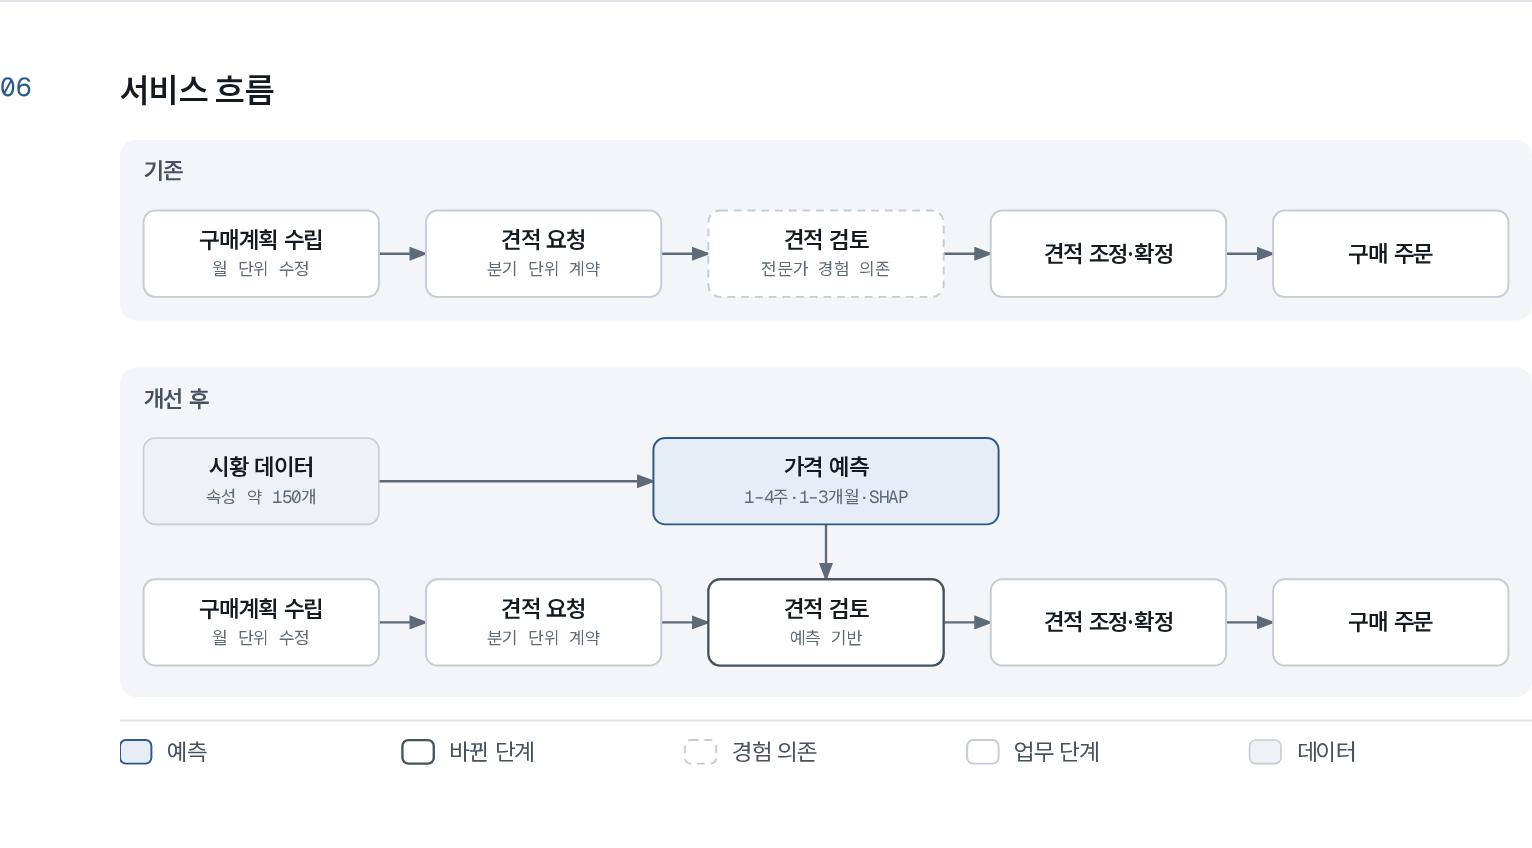 06
서비스 흐름
기존
구매계획 수립
월 단위 수정
견적 요청
분기 단위 계약
견적 검토
전문가 경험 의존
견적 조정·확정
구매 주문
개선 후
시황 데이터
속성 약 150개
가격 예측
1-4주·1-3개월·SHAP
구매계획 수립
월 단위 수정
견적 요청
분기 단위 계약
견적 검토
예측 기반
견적 조정·확정
구매 주문
예측
바뀐 단계
경험 의존
업무 단계
데이터